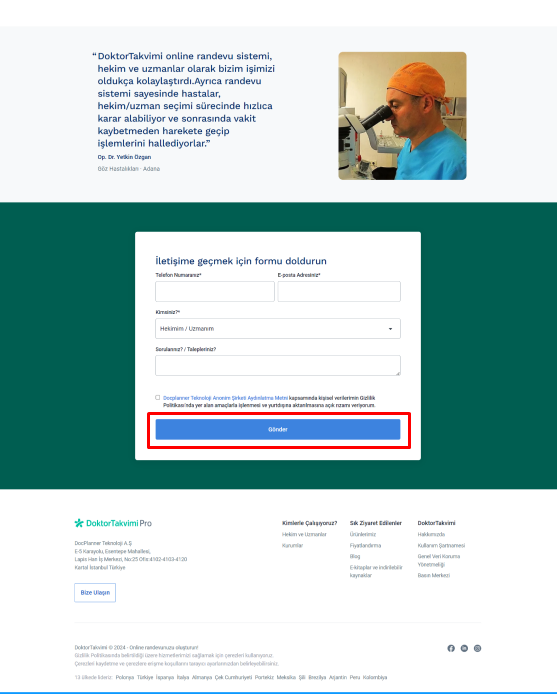 “DoktorTakvimi online randevu sistemi,
hekim ve uzmanlar olarak bizim işimizi
oldukça kolaylaştırdı.Ayrıca randevu
sistemi sayesinde hastalar,
hekim/uzman seçimi sürecinde hızlıca
karar alabiliyor ve sonrasında vakit
kaybetmeden harekete geçip
işlemlerini hallediyorlar.”
Op. Dr. Yetkin Özgan
Göz Hastalıkları - Adana
İletişime geçmek için formu doldurun
Telefon Numaranız* E-posta Adresiniz*
Kimsiniz?*
Hekimim / Uzmanım
Sorularınız? / Talepleriniz?
Docplanner Teknoloji Anonim Şirketi Aydınlatma Metni kapsamında kişisel verilerimin Gizlilik
Politikası'nda yer alan amaçlarla işlenmesi ve yurtdışına aktarılmasına açık rızamı veriyorum.
Gönder
DoktorTakvimi Pro
DocPlanner Teknoloji A.Ş.
E-5 Karayolu, Esentepe Mahallesi,
Lapis Han İş Merkezi, No:25 Ofis:4102-4103-4120
Kartal İstanbul Türkiye
Bize Ulaşın
Kimlerle Çalışıyoruz?
Hekim ve Uzmanlar
Kurumlar
Sık Ziyaret Edilenler
Ürünlerimiz
Fiyatlandırma
Blog
E-kitaplar ve indirilebilir
kaynaklar
DoktorTakvimi
Hakkımızda
Kullanım Şartnamesi
Genel Veri Koruma
Yönetmeliği
Basın Merkezi
DoktorTakvimi © 2024 - Online randevunuzu oluşturun!
Gizlilik Politikasında belirtildiği üzere hizmetlerimizi sağlamak için çerezleri kullanıyoruz.
Çerezleri kaydetme ve çerezlere erişme koşullarını tarayıcı ayarlarınızdan belirleyebilirsiniz.
13 ülkede lideriz: Polonya Türkiye İspanya İtalya Almanya Çek Cumhuriyeti Portekiz Meksika Şili Brezilya Arjantin Peru Kolombiya